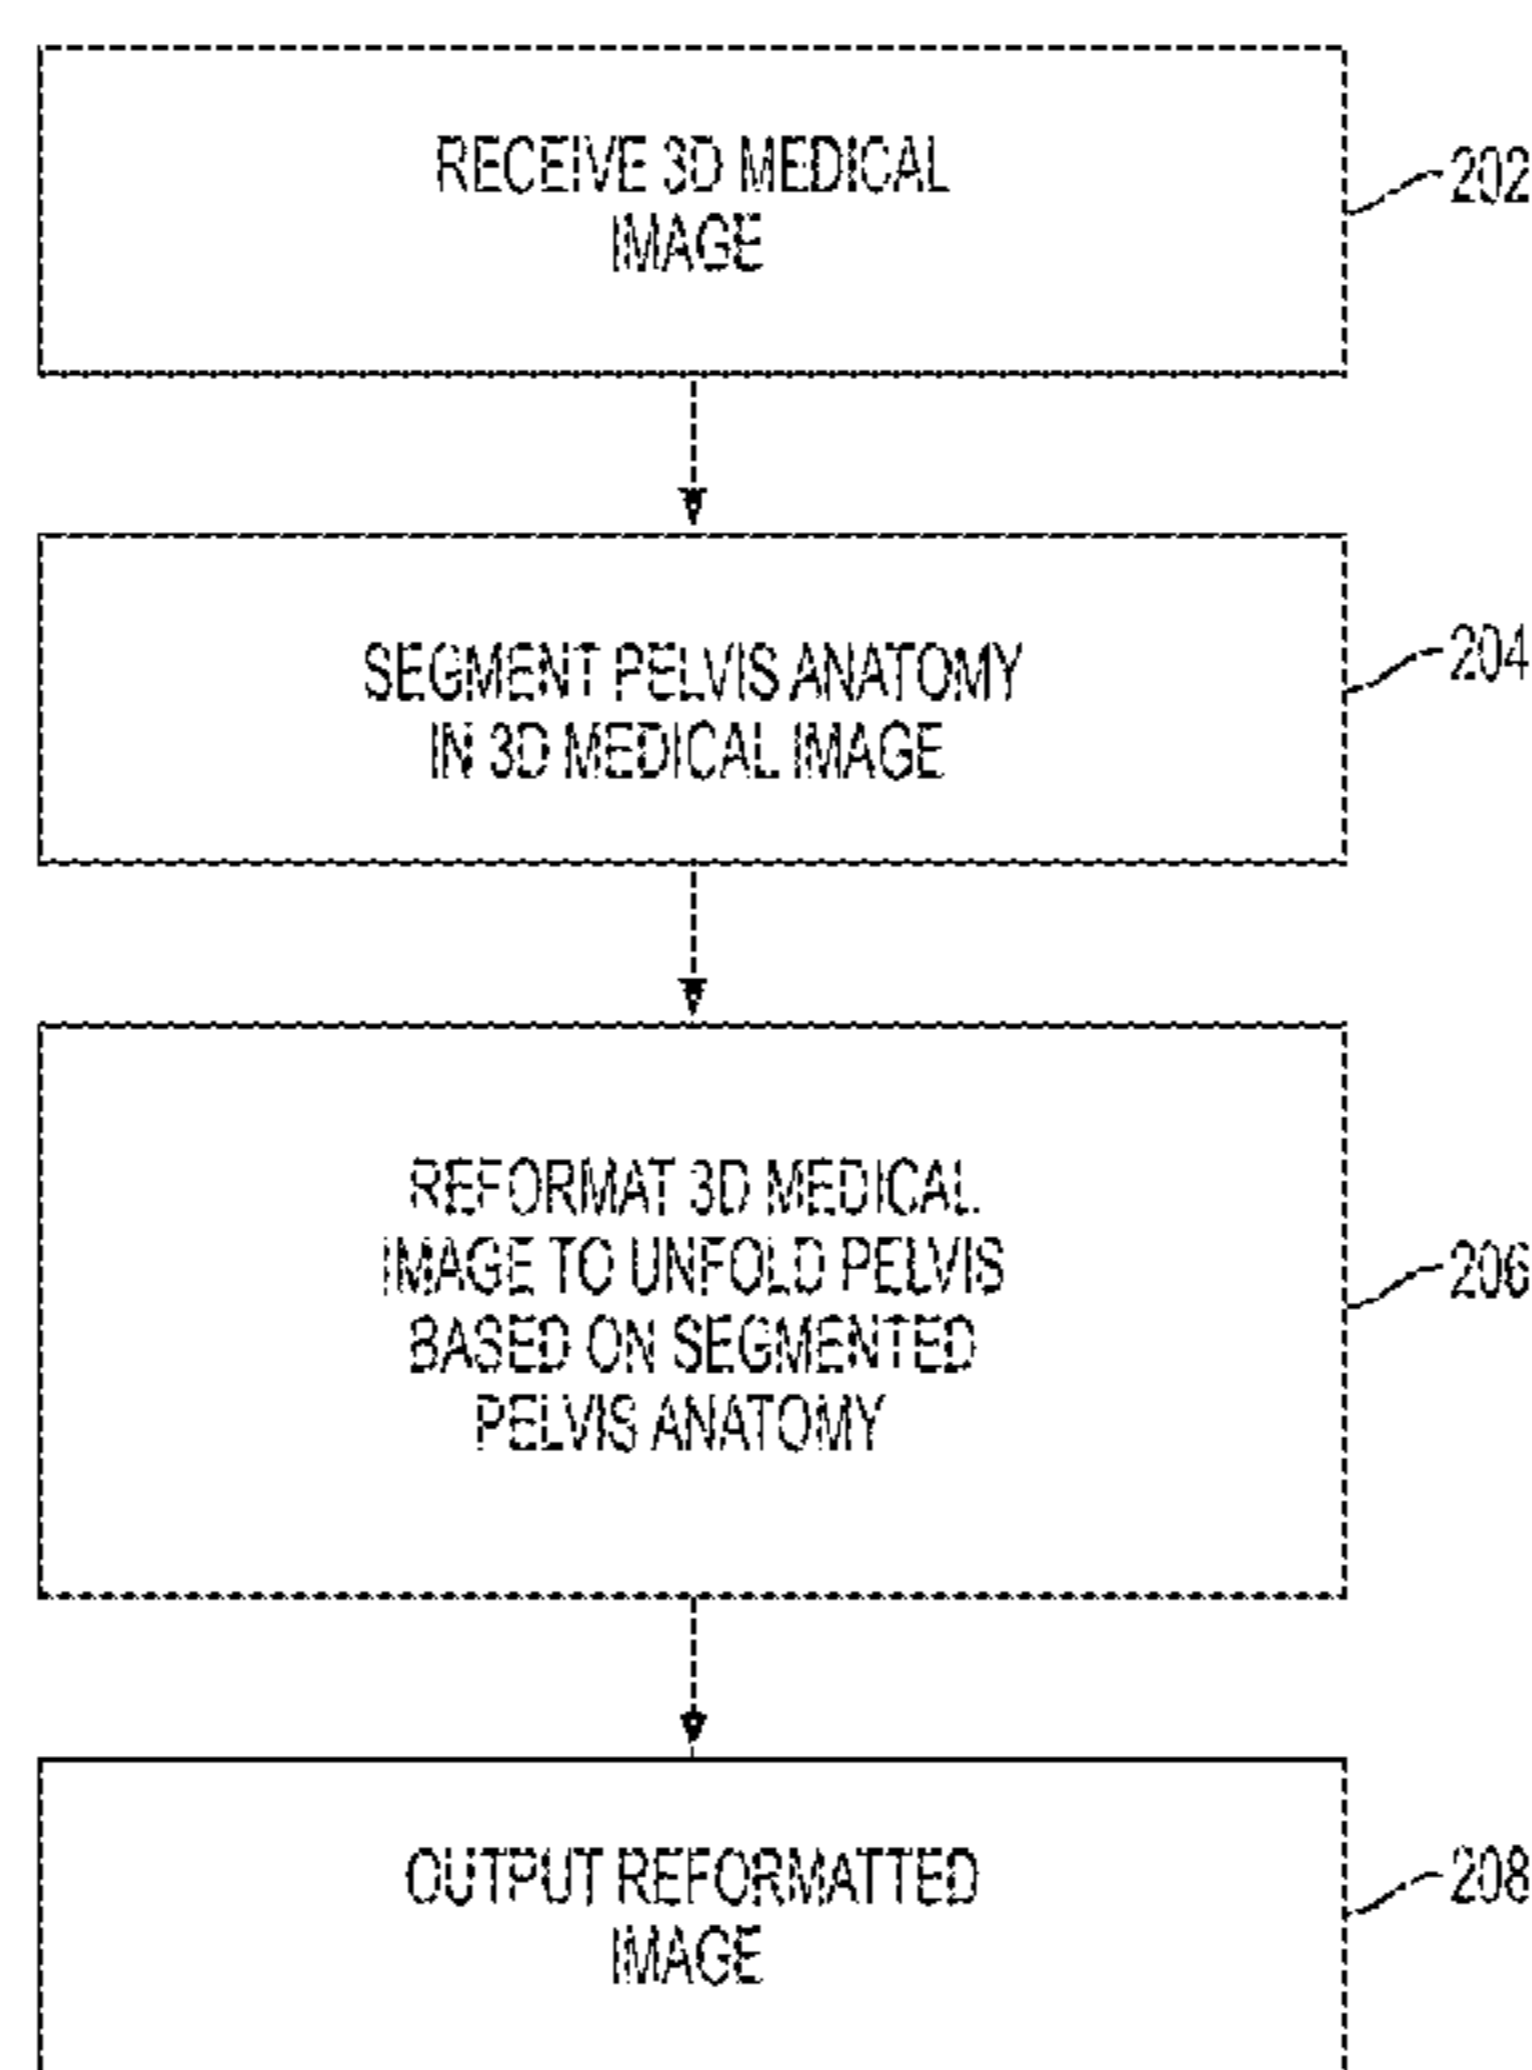 RECEIVE 3D MEDICAL
IMAGE
202
SEGMENT PELVIS ANATOMY
IN 3D MEDICAL IMAGE
204
REFORMAT 3D MEDICAL
IMAGE TO UNFOLD PELVIS
BASED ON SEGMENTED
PELVIS ANATOMY
206
OUTPUT REFORMATTED
IMAGE
208